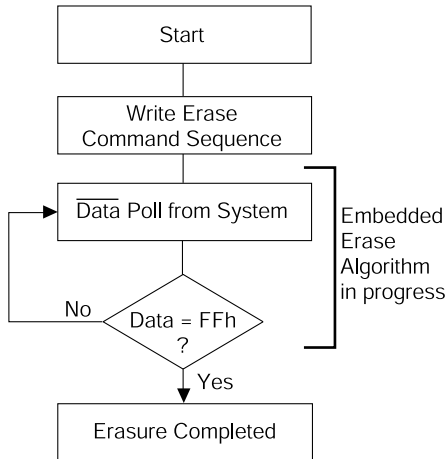 Start
Write Erase
Command Sequence
Data Poll from System
Embedded
Erase
Algorithm
in progress
No
Data = FFh
?
Yes
Erasure Completed